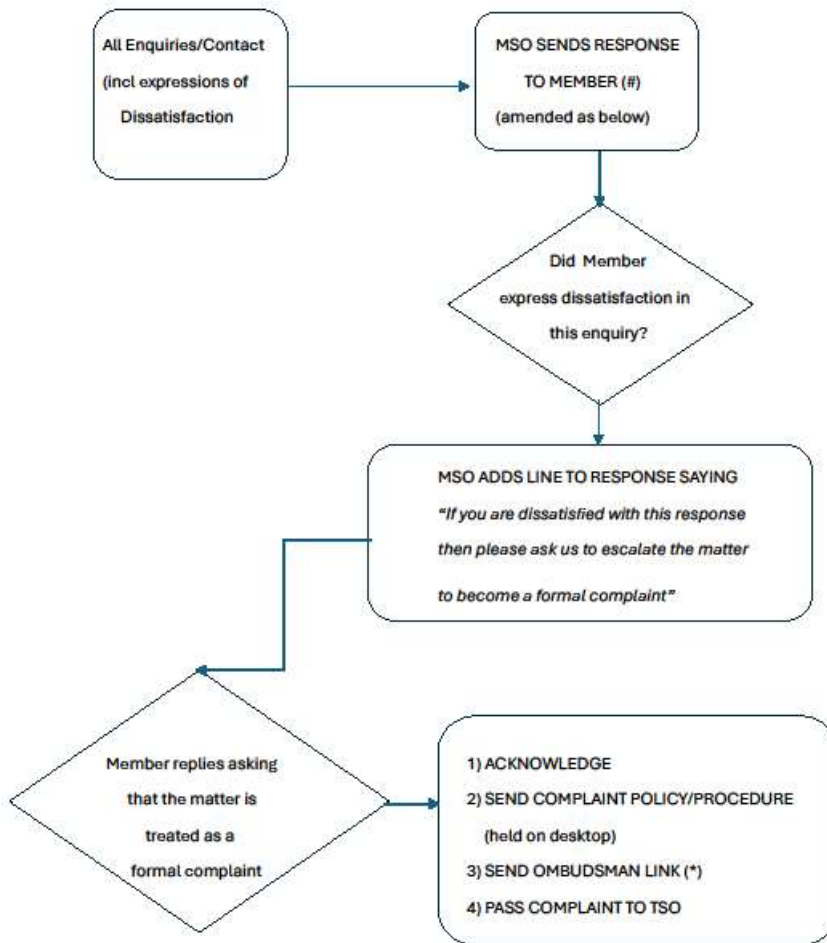 All Enquiries/Contact
(incl expressions of
Dissatisfaction
MSO SENDS RESPONSE
TO MEMBER (#)
(amended as below)
Did Member
express dissatisfaction in
this enquiry?
MSO ADDS LINE TO RESPONSE SAYING
“If you are dissatisfied with this response
then please ask us to escalate the matter
to become a formal complaint”
Member replies asking
that the matter is
treated as a
formal complaint
1) ACKNOWLEDGE
2) SEND COMPLAINT POLICY/PROCEDURE
(held on desktop)
3) SEND OMBUDSMAN LINK (*)
4) PASS COMPLAINT TO TSO